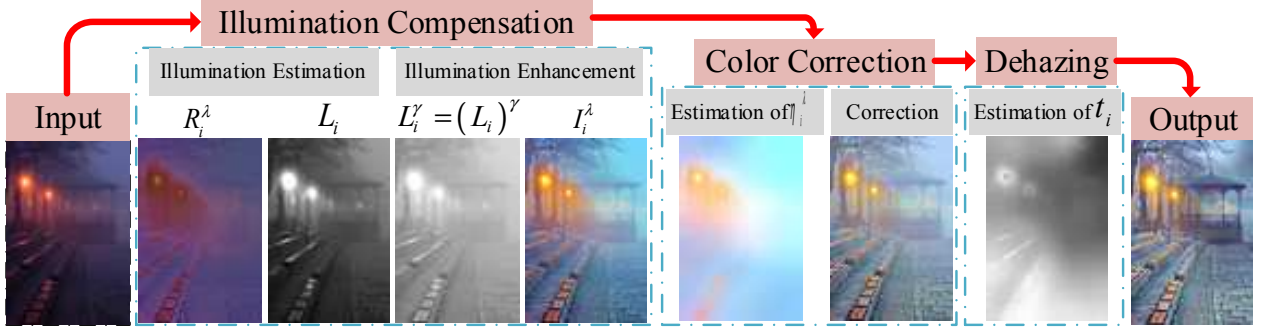 Illumination Compensation
Illumination Estimation
Illumination Enhancement
Color Correction
Dehazing
Input
R_i^λ
L_i
L_i^γ = (L_i)^γ
I_i^λ
Estimation of
Correction
Estimation of t_i
Output